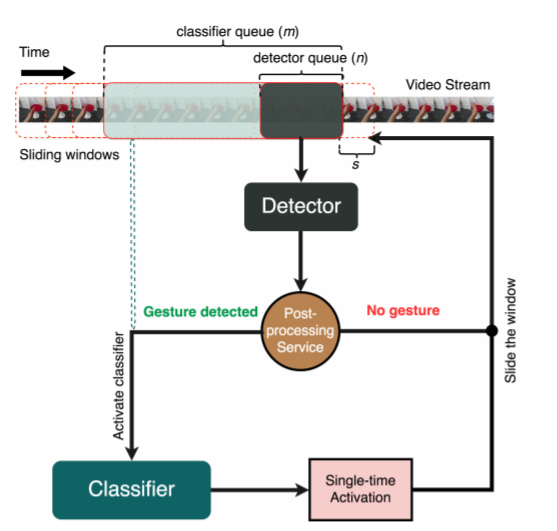 classifier queue (m)
detector queue (n)
Time
Video Stream
Sliding windows
s
Detector
Gesture detected
Post-
processing
Service
No gesture
Slide the window
Activate classifier
Classifier
Single-time
Activation